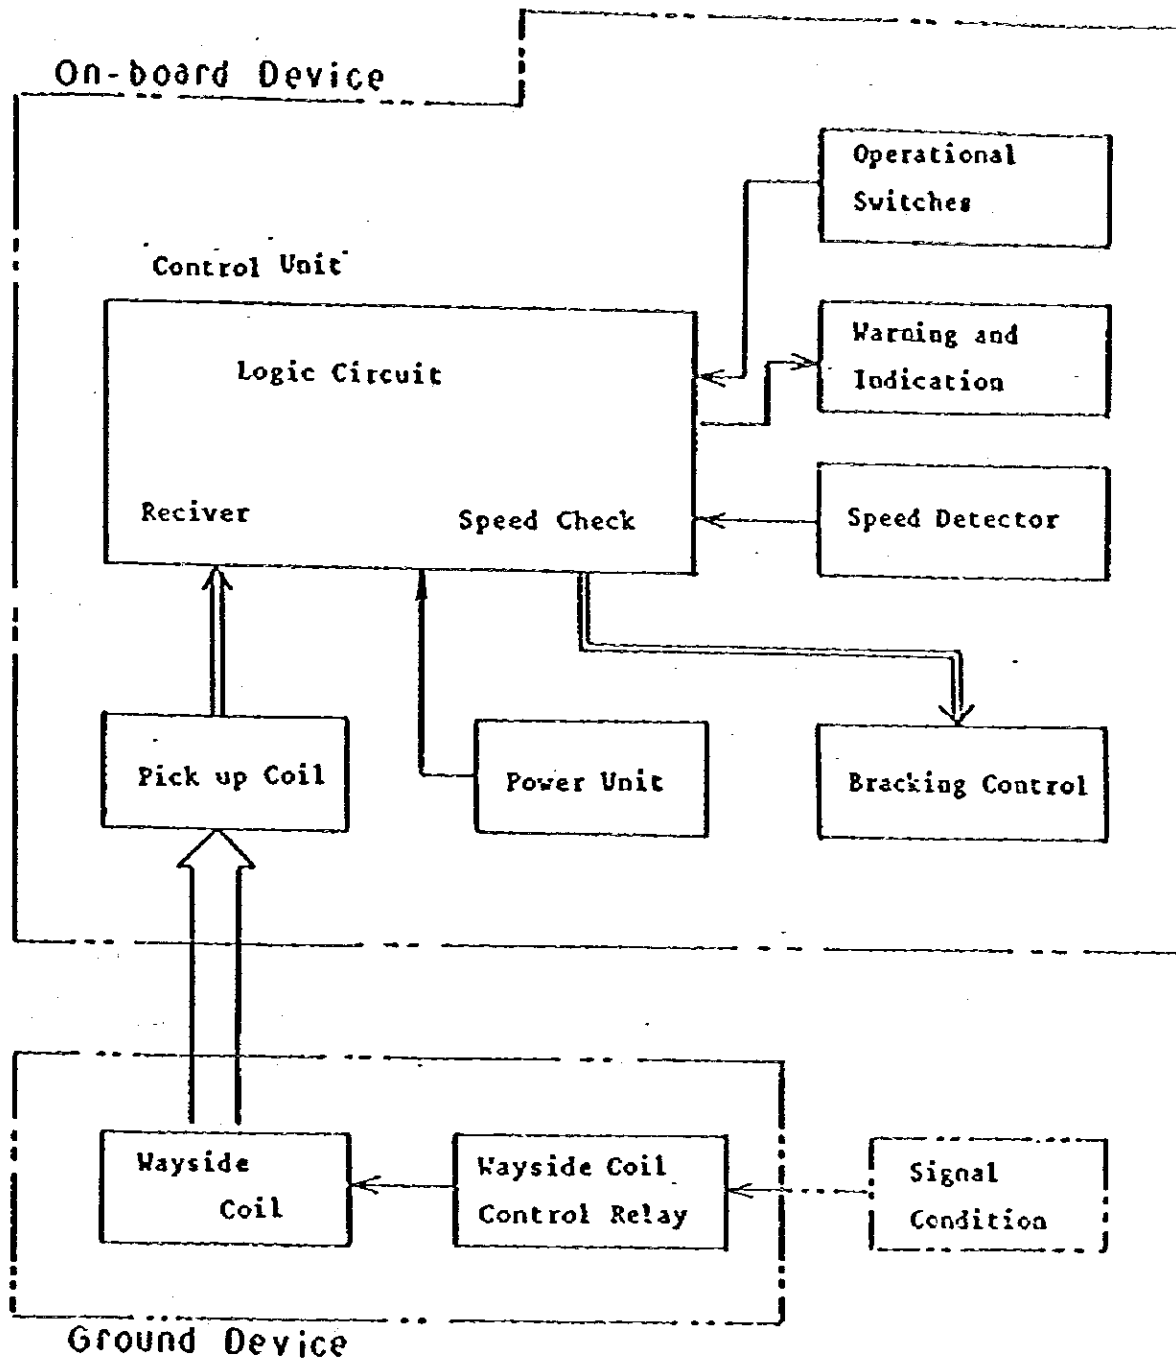 On-board Device
Operational
Switches
Control Unit
Warning and
Indication
Logic Circuit
Reciver
Speed Check
Speed Detector
Pick up Coil
Power Unit
Bracking Control
Wayside
Coil
Wayside Coil
Control Relay
Signal
Condition
Ground Device